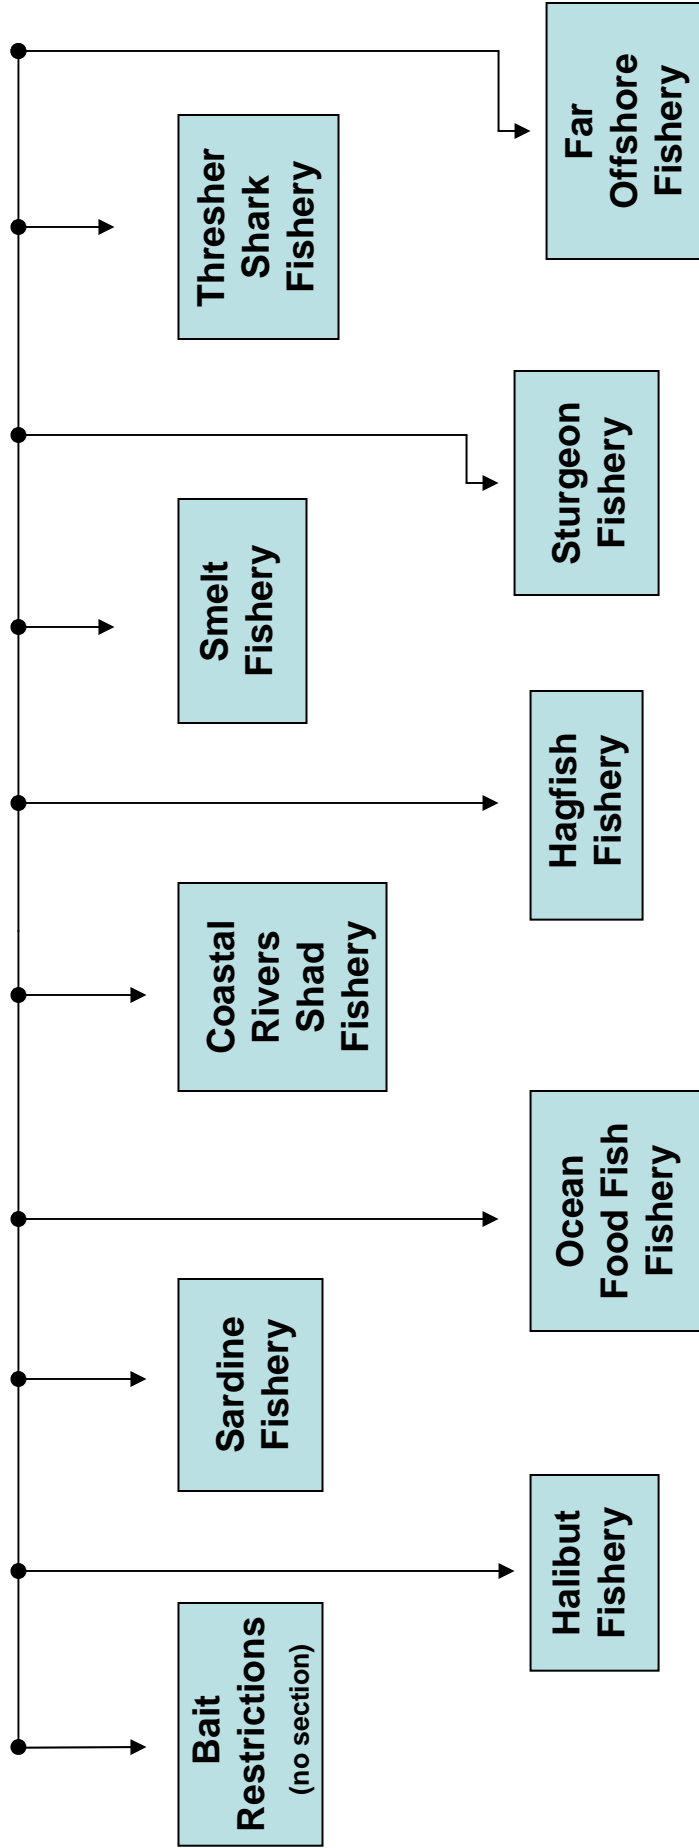 Bait
Restrictions
(no section)
Sardine
Fishery
Coastal
Rivers
Shad
Fishery
Smelt
Fishery
Thresher
Shark
Fishery
Halibut
Fishery
Ocean
Food Fish
Fishery
Hagfish
Fishery
Sturgeon
Fishery
Far
Offshore
Fishery